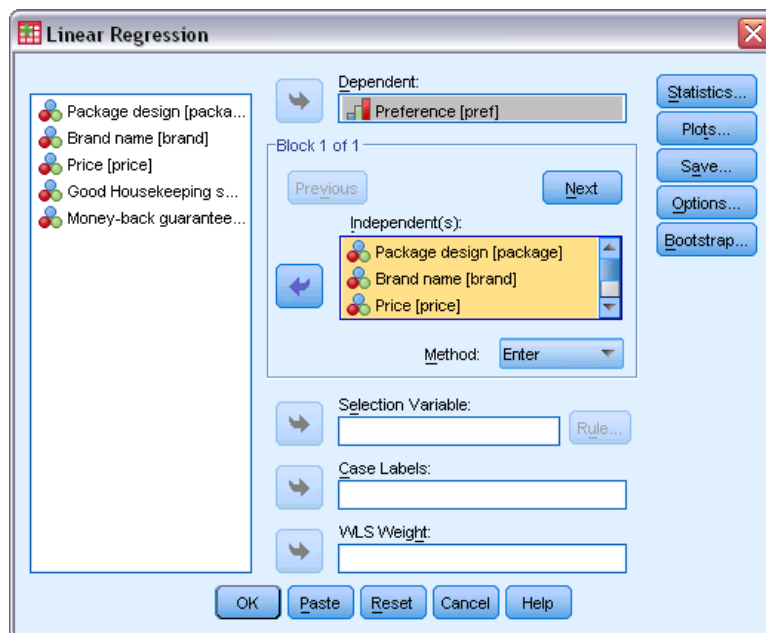 Linear Regression
Package design [packa...
Brand name [brand]
Price [price]
Good Housekeeping s...
Money-back guarantee...
Dependent:
Preference [pref]
Block 1 of 1
Previous
Next
Independent(s):
Package design [package]
Brand name [brand]
Price [price]
Method: Enter
Selection Variable:
Rule...
Case Labels:
WLS Weight:
Statistics...
Plots...
Save...
Options...
Bootstrap...
OK Paste Reset Cancel Help